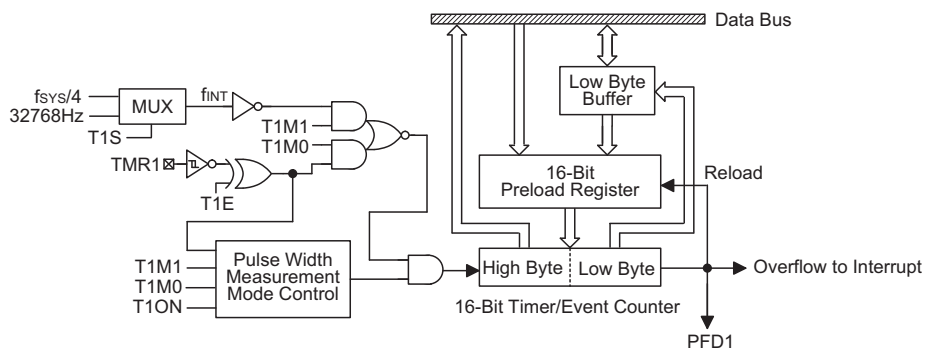 Data Bus
fSYS/4
32768Hz
MUX
fINT
T1S
T1M1
T1M0
Low Byte
Buffer
TMR1
T1E
16-Bit
Preload Register
Reload
T1M1
T1M0
T1ON
Pulse Width
Measurement
Mode Control
High Byte
Low Byte
Overflow to Interrupt
16-Bit Timer/Event Counter
PFD1